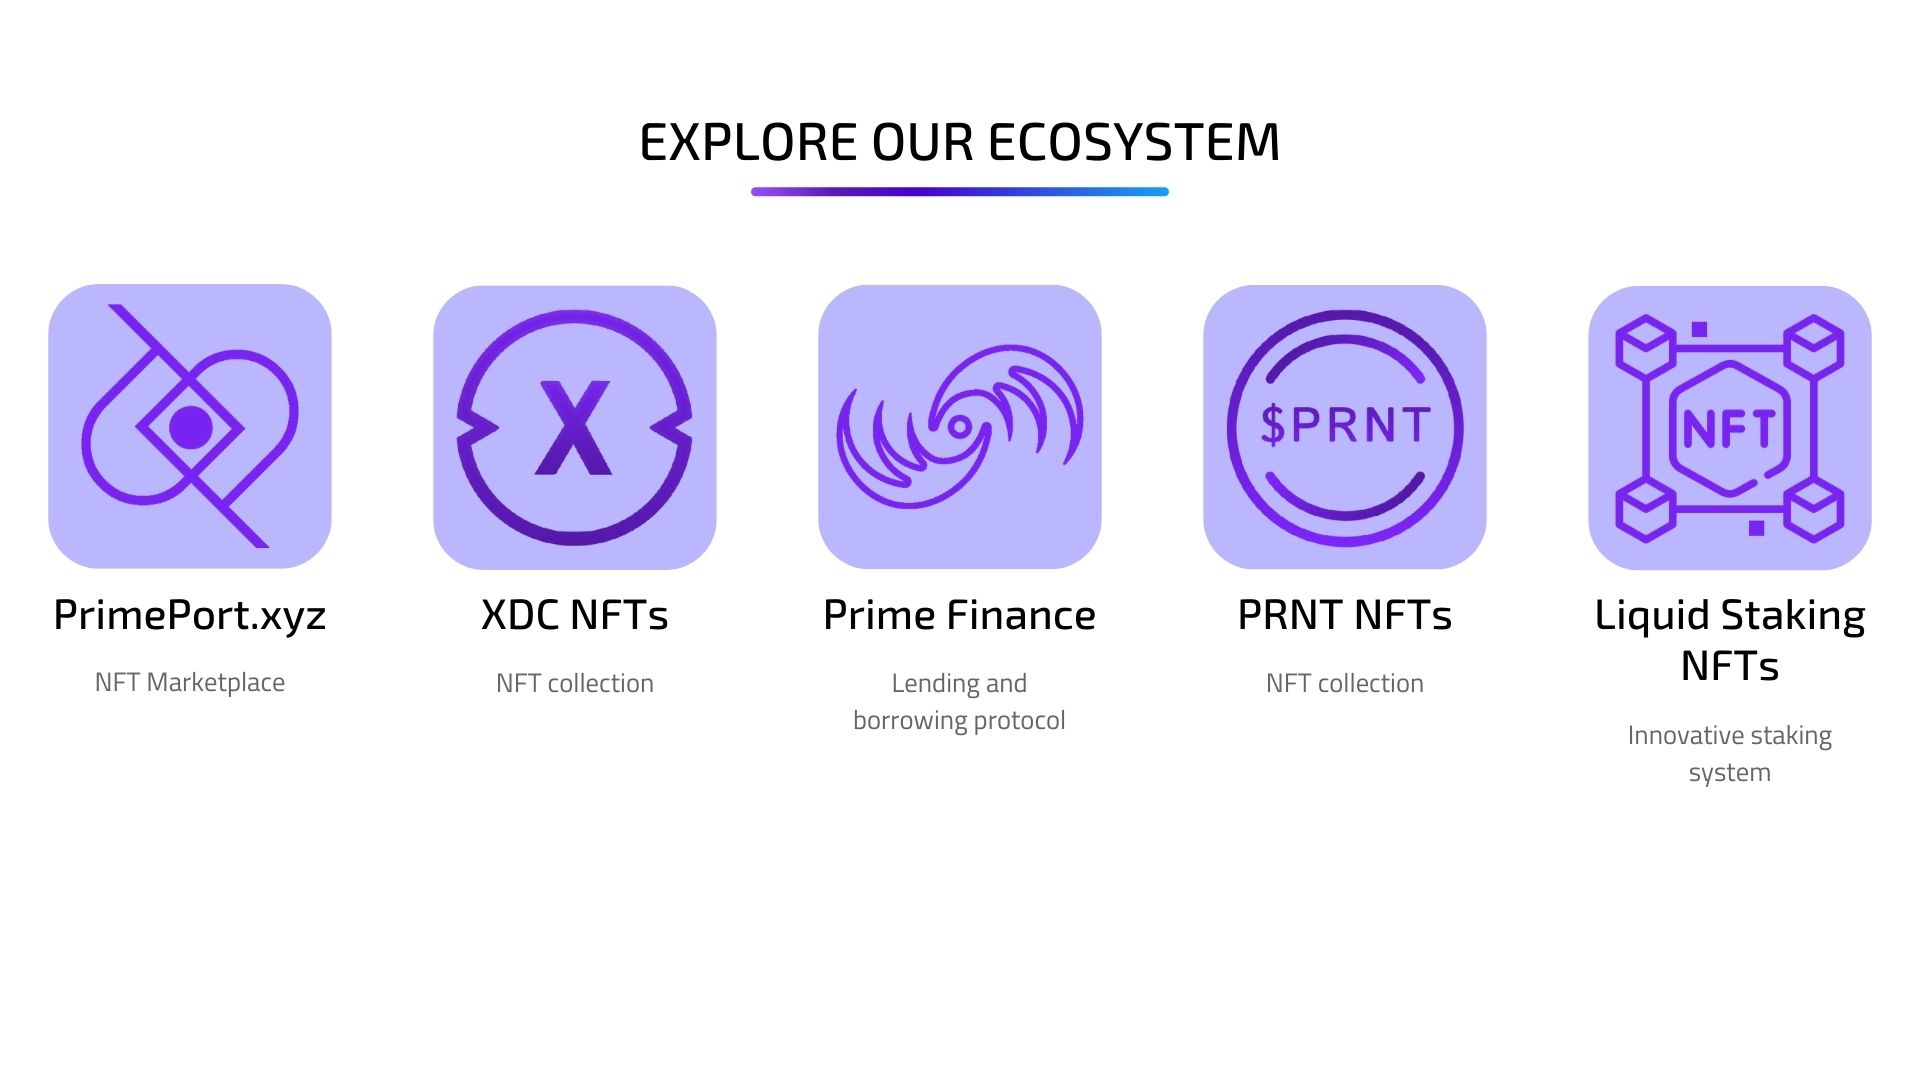 EXPLORE OUR ECOSYSTEM
X
$PRNT
NFT
PrimePort.xyz
XDC NFTs
Prime Finance
PRNT NFTs
Liquid Staking
NFTs
NFT Marketplace
NFT collection
Lending and
borrowing protocol
NFT collection
Innovative staking
system